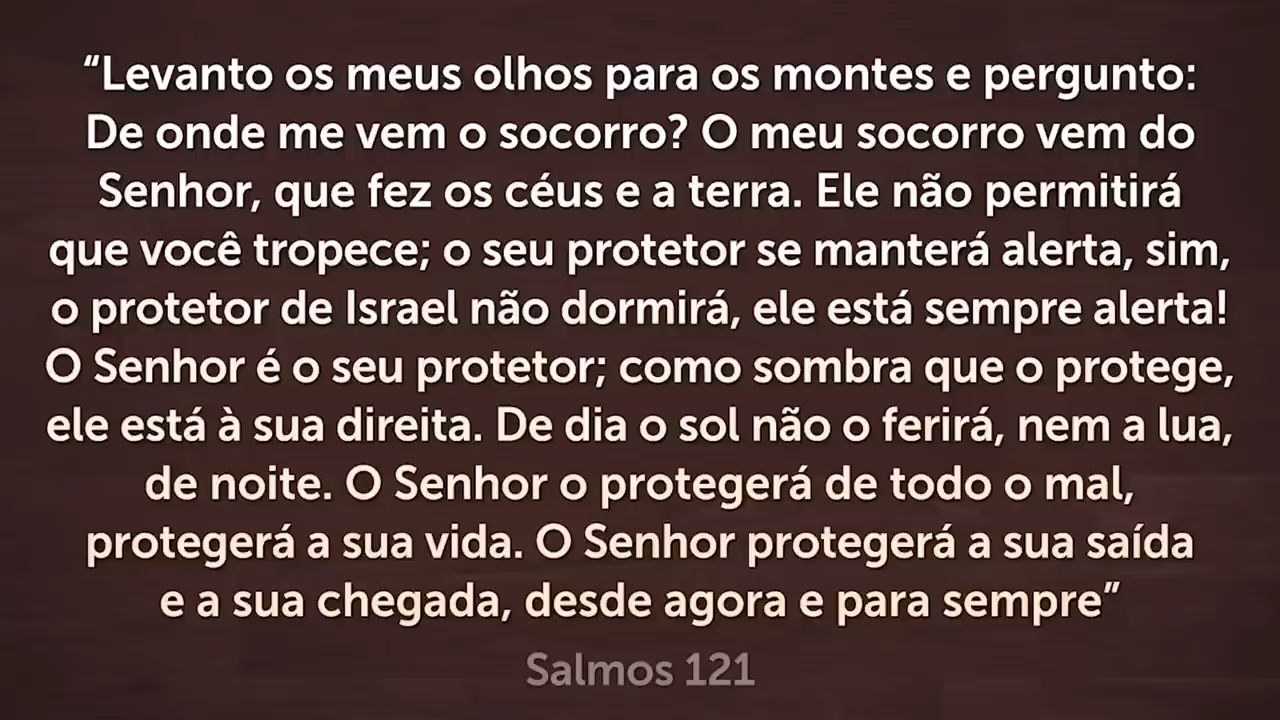 “Levanto os meus olhos para os montes e pergunto:
De onde me vem o socorro? O meu socorro vem do
Senhor, que fez os céus e a terra. Ele não permitirá
que você tropece; o seu protetor se manterá alerta, sim,
o protetor de Israel não dormirá, ele está sempre alerta!
O Senhor é o seu protetor; como sombra que o protege,
ele está à sua direita. De dia o sol não o ferirá, nem a lua,
de noite. O Senhor o protegerá de todo o mal,
protegerá a sua vida. O Senhor protegerá a sua saída
e a sua chegada, desde agora e para sempre”
Salmos 121